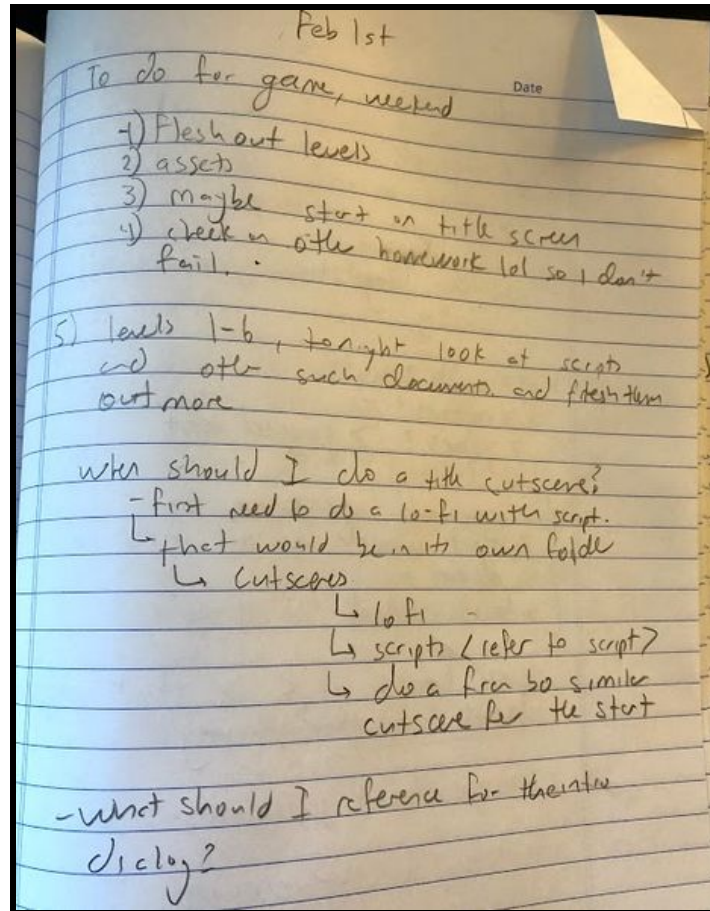 Feb 1st
To do for game, weekend
Date
1) Flesh out levels
2) assets
3) maybe start on title screen
4) check on other homework lol so I don't
fail.
5) levels 1-6, tonight look at scripts
and other such documents and flesh them
out more
when should I do a title cutscene?
- first need to do a lo-fi with script.
↳ that would be in its own folder
↳ cutscenes
↳ lofi
↳ scripts (refer to script)
↳ do a similar
cutscene for the start
- what should I reference for the intro
dialog?